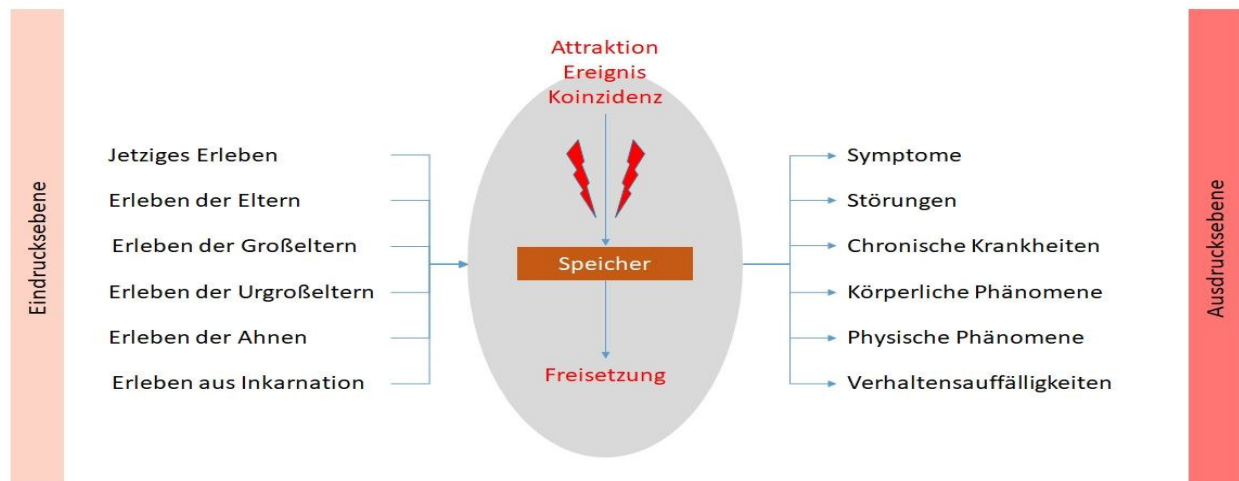 Eindrucksebene
Jetziges Erleben
Erleben der Eltern
Erleben der Großeltern
Erleben der Urgroßeltern
Erleben der Ahnen
Erleben aus Inkarnation
Attraktion
Ereignis
Koinzidenz
Speicher
Freisetzung
Symptome
Störungen
Chronische Krankheiten
Körperliche Phänomene
Physische Phänomene
Verhaltensauffälligkeiten
Ausdrucksebene